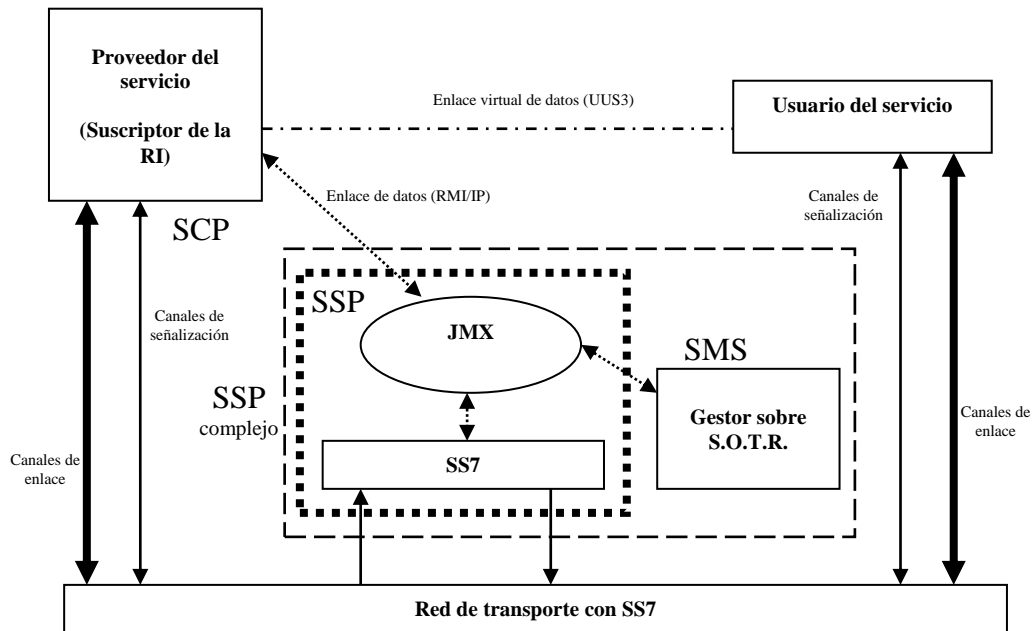 Proveedor del
servicio
(Suscriptor de la
RI)
Enlace virtual de datos (UUS3)
Usuario del servicio
Enlace de datos (RMI/IP)
Canales de
señalización
SCP
SSP
JMX
Canales de
señalización
SMS
SSP
complejo
Gestor sobre
S.O.T.R.
Canales de
enlace
SS7
Canales de
enlace
Red de transporte con SS7